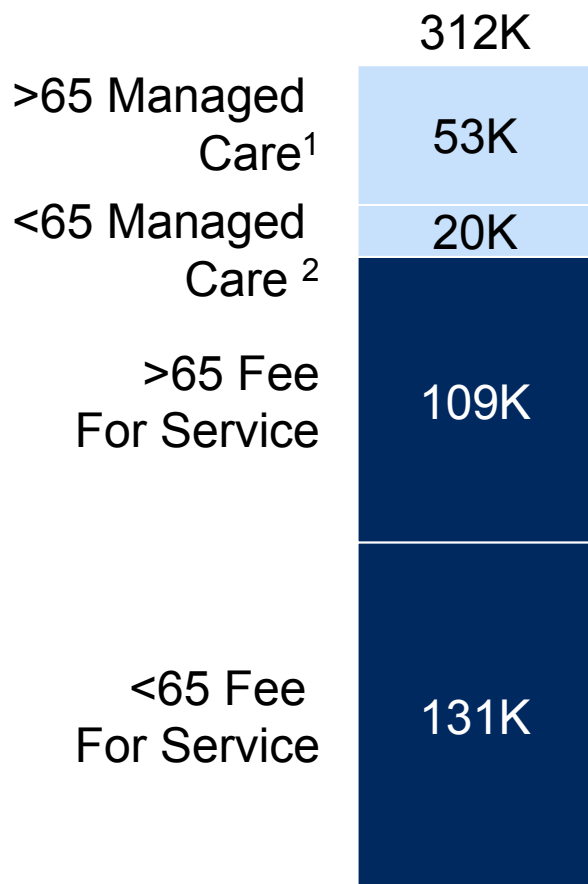 312K
>65 Managed
Care¹
53K
<65 Managed
Care ²
20K
>65 Fee
For Service
109K
<65 Fee
For Service
131K